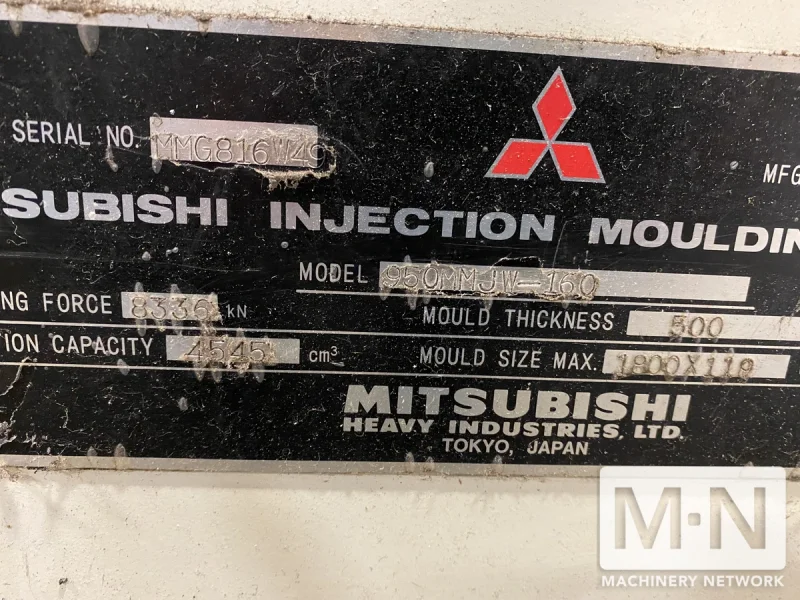 SERIAL NO. MMG816W49
MFG
SUBISHI INJECTION MOULDIN
MODEL 950MMJW-160
NG FORCE 8336 kN
MOULD THICKNESS 500
TION CAPACITY 4545 cm³
MOULD SIZE MAX. 1800X110
MITSUBISHI
HEAVY INDUSTRIES, LTD.
TOKYO, JAPAN
M·N
MACHINERY NETWORK